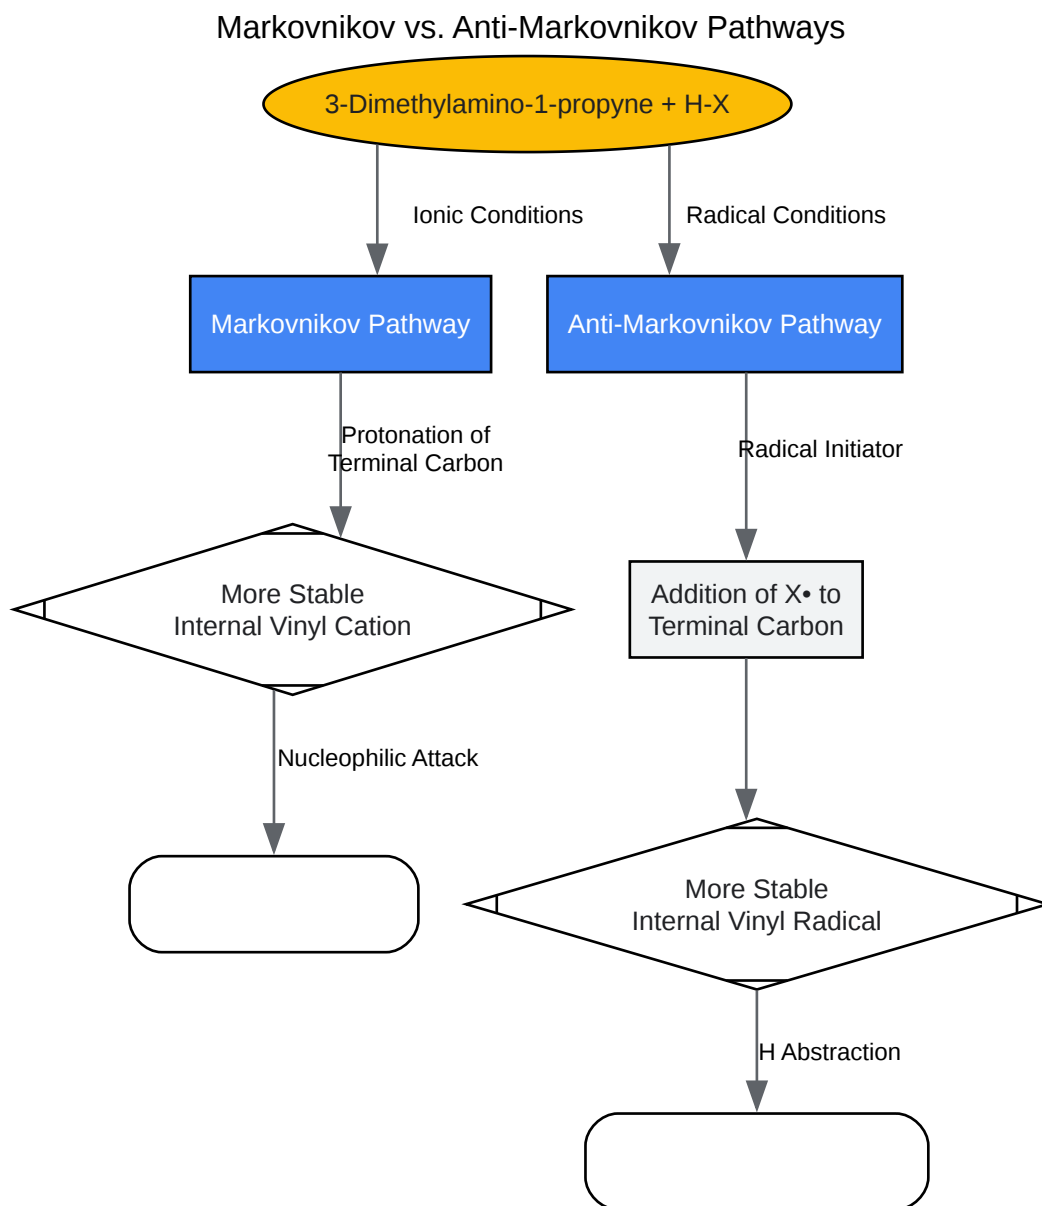 Markovnikov vs. Anti-Markovnikov Pathways
3-Dimethylamino-1-propyne + H-X
Ionic Conditions
Radical Conditions
Markovnikov Pathway
Anti-Markovnikov Pathway
Protonation of
Terminal Carbon
Radical Initiator
More Stable
Internal Vinyl Cation
Addition of X• to
Terminal Carbon
Nucleophilic Attack
More Stable
Internal Vinyl Radical
H Abstraction